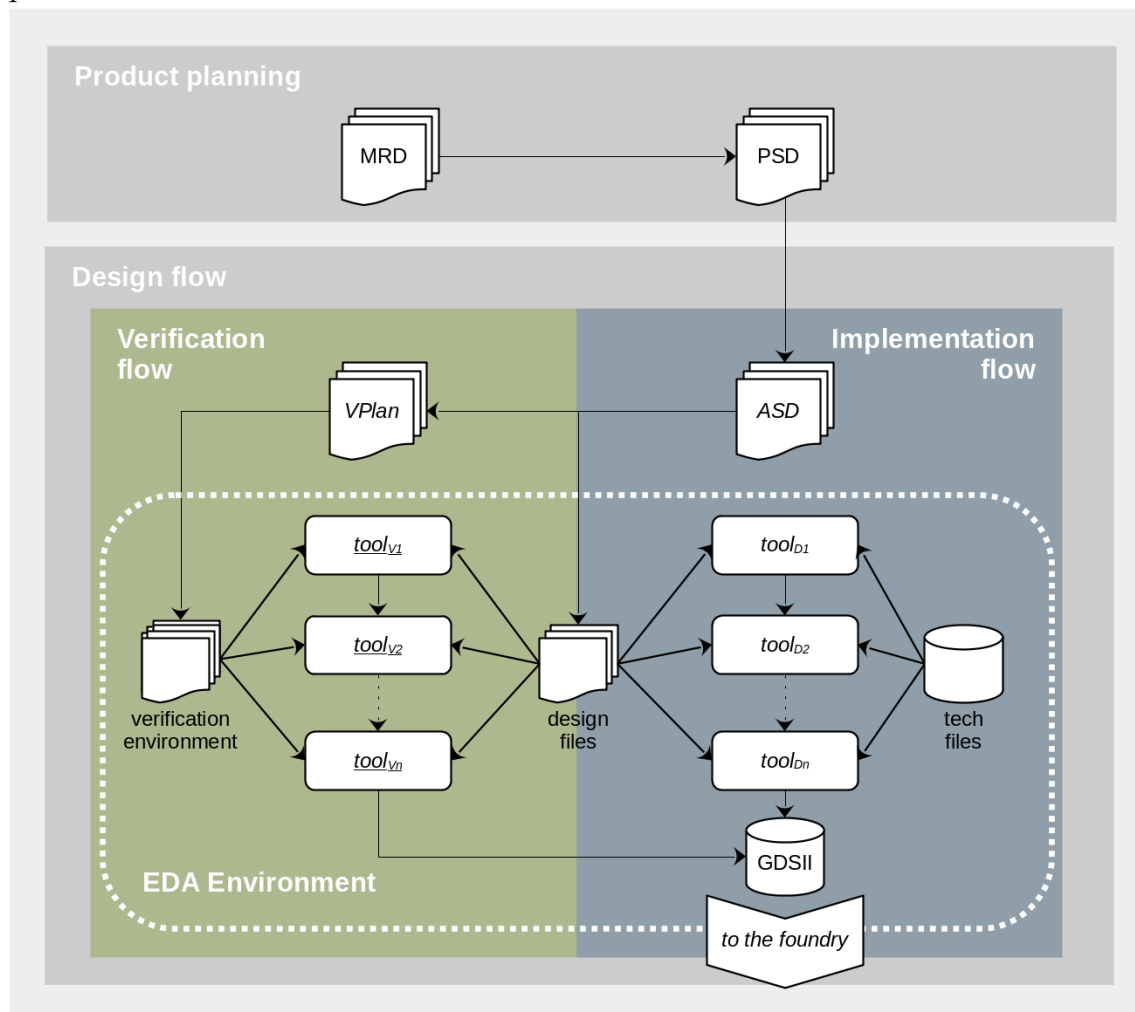 Product planning
MRD
PSD
Design flow
Verification
flow
Implementation
flow
VPlan
ASD
toolV1
toolD1
toolV2
toolD2
verification
environment
design
files
tech
files
toolVn
toolDn
GDSII
EDA Environment
to the foundry